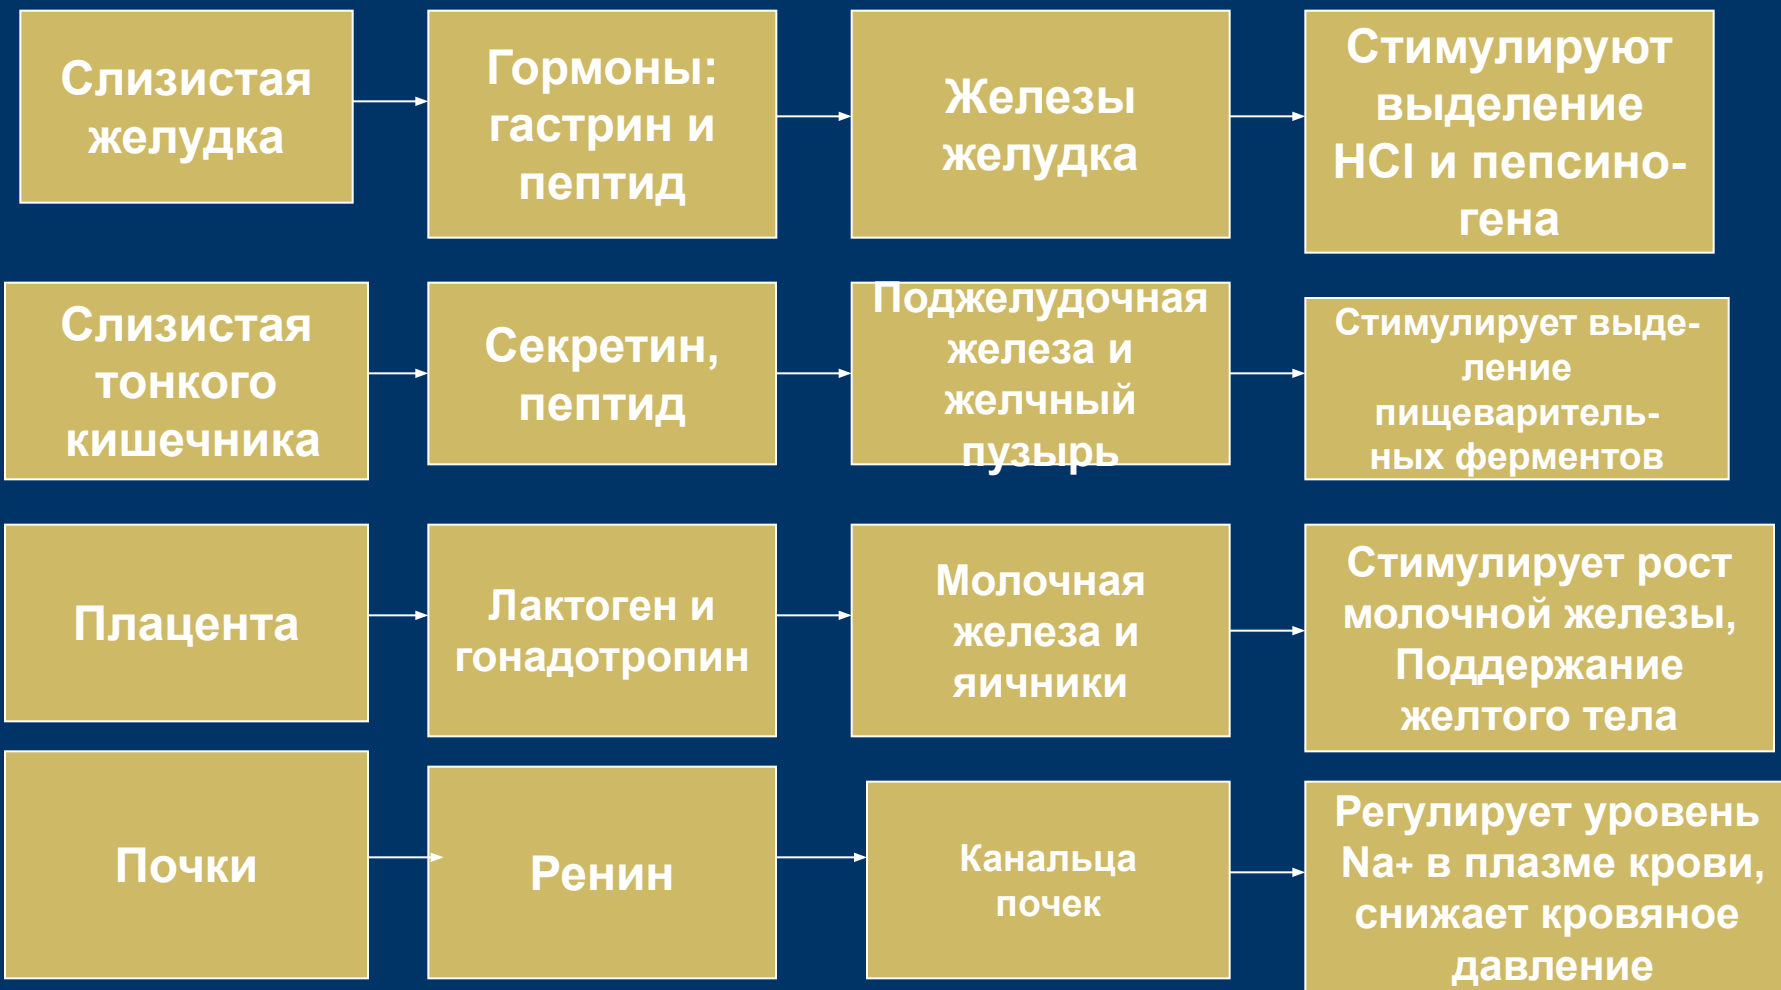 Слизистая
желудка
Гормоны:
гастрин и
пептид
Железы
желудка
Стимулируют
выделение
HCl и пепсино-
гена
Слизистая
тонкого
кишечника
Секретин,
пептид
Поджелудочная
железа и
желчный
пузырь
Стимулирует выде-
ление
пищеваритель-
ных ферментов
Плацента
Лактоген и
гонадотропин
Молочная
железа и
яичники
Стимулирует рост
молочной железы,
Поддержание
желтого тела
Почки
Ренин
Канальца
почек
Регулирует уровень
Na+ в плазме крови,
снижает кровяное
давление